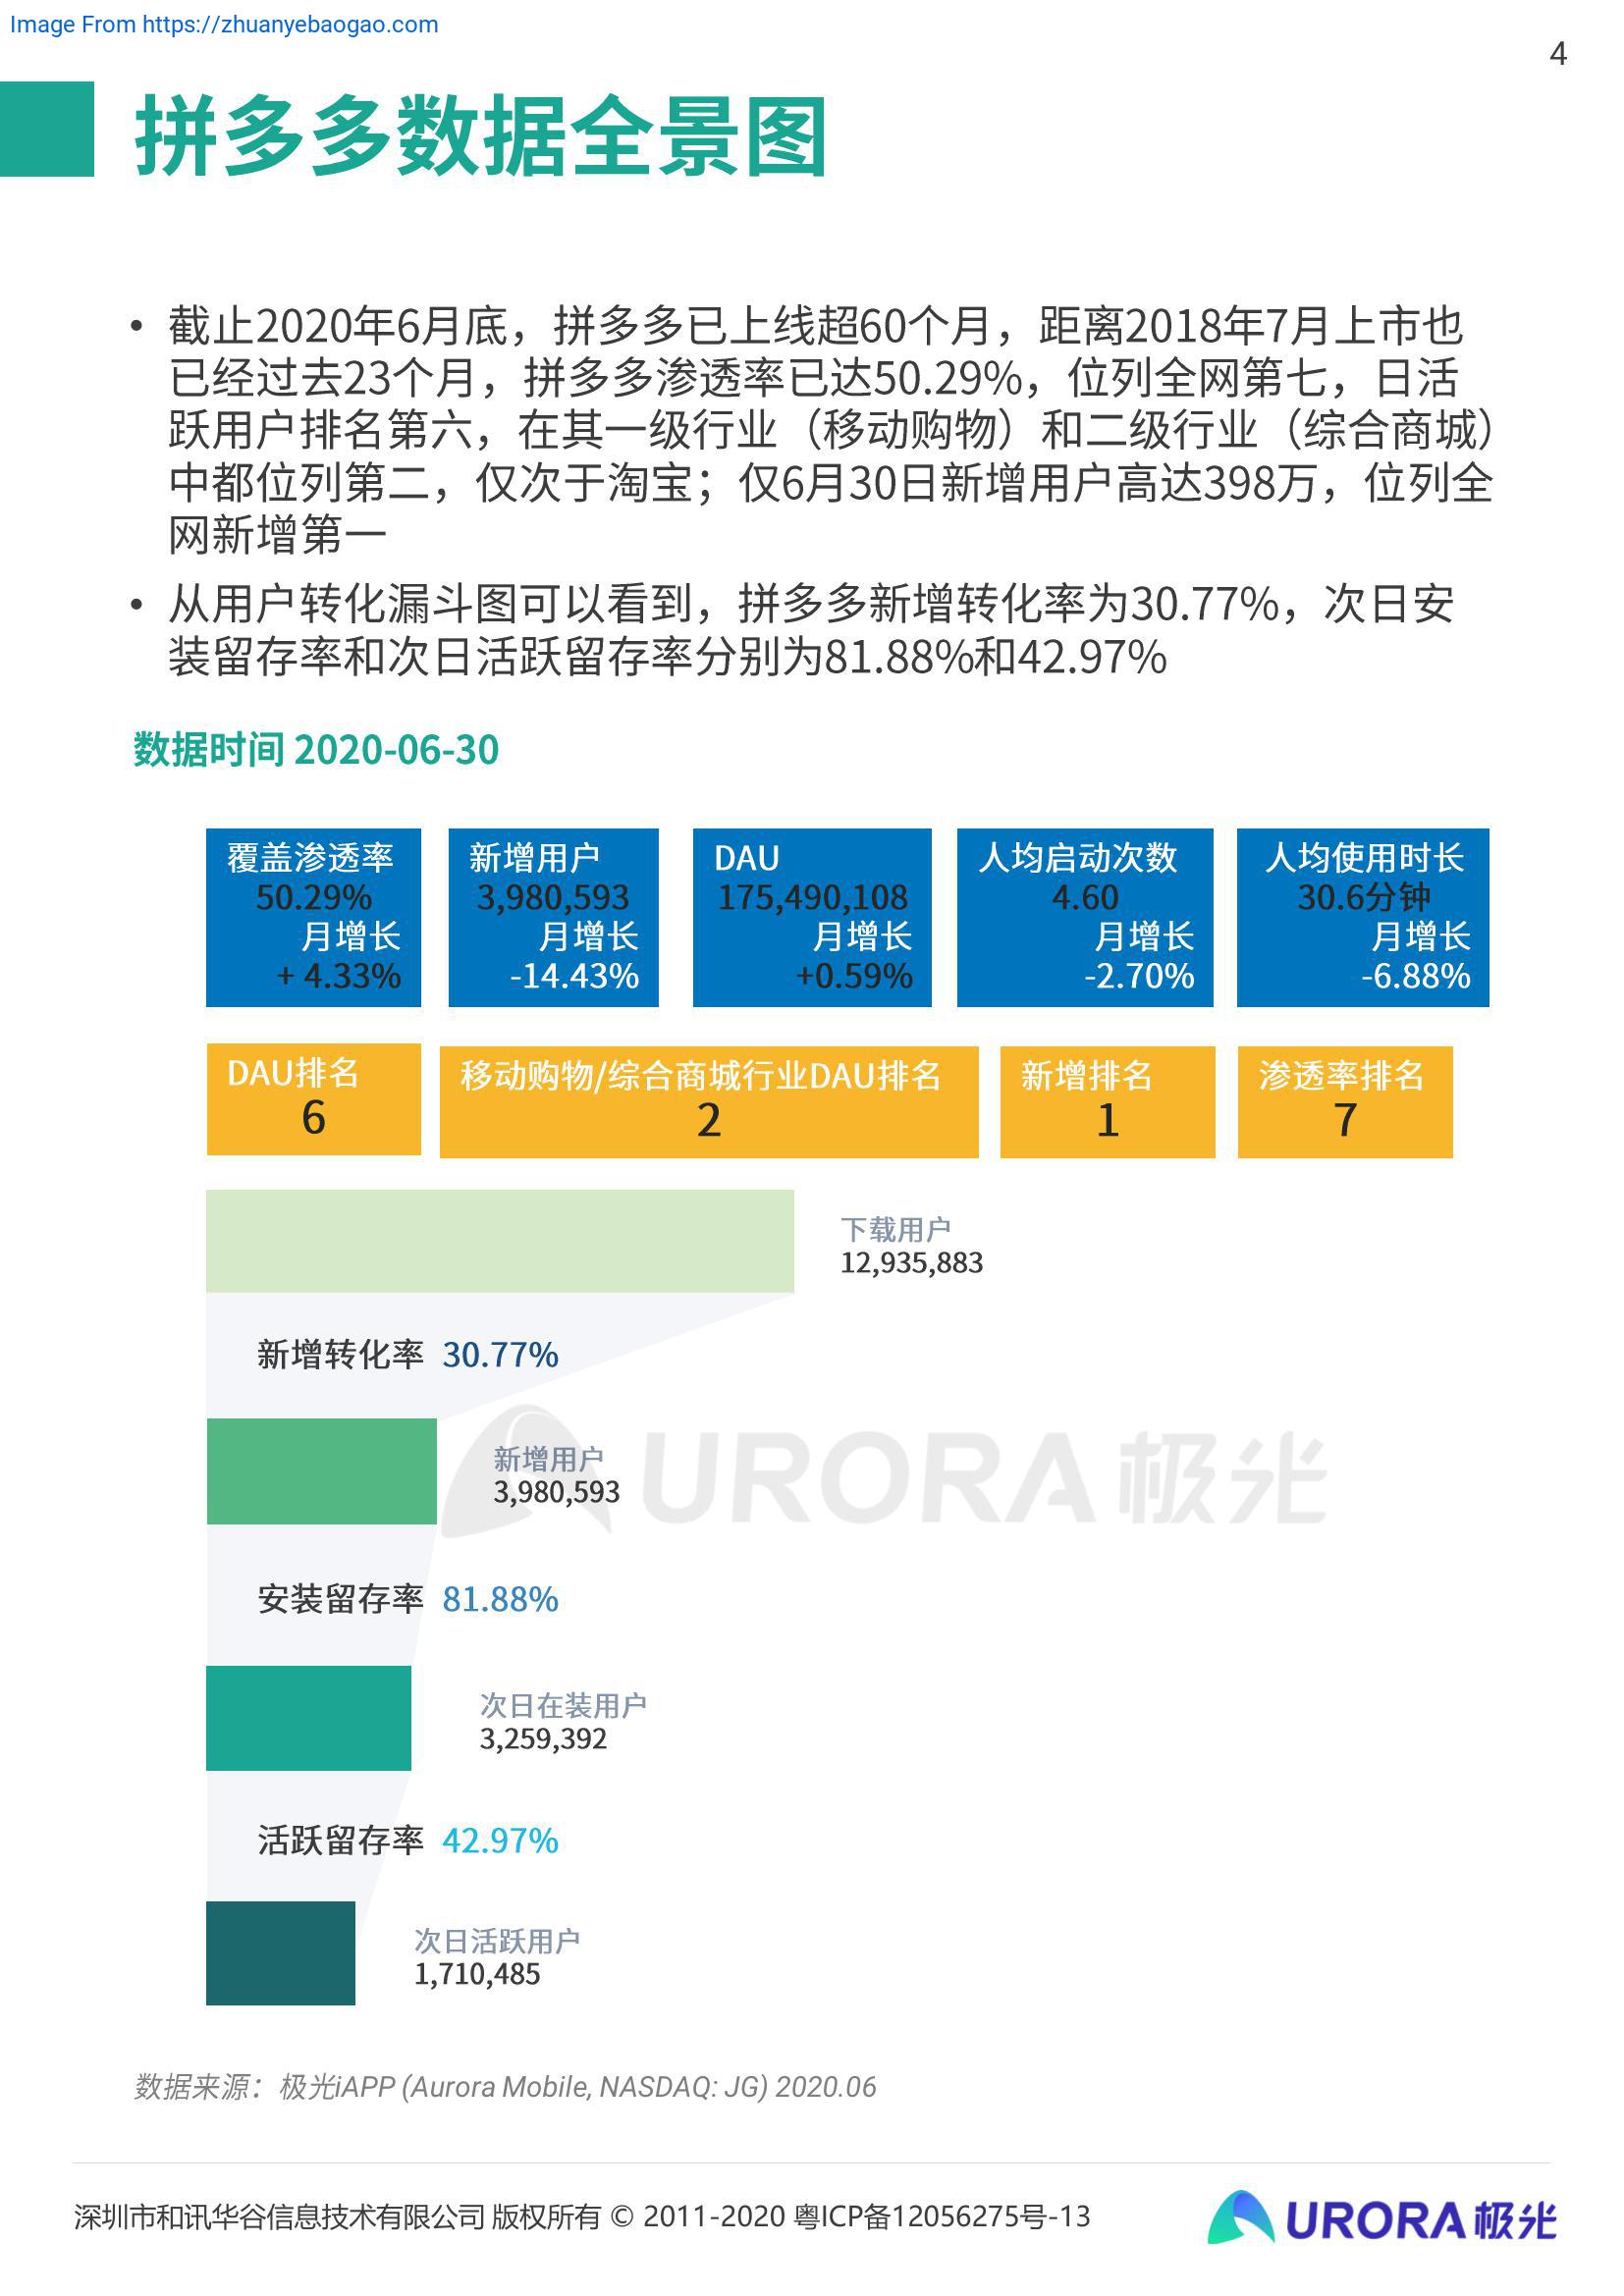 Image From https://zhuanyebaogao.com
4
拼多多数据全景图
• 截止2020年6月底，拼多多已上线超60个月，距离2018年7月上市也
已经过去23个月，拼多多渗透率已达50.29%，位列全网第七，日活
跃用户排名第六，在其一级行业（移动购物）和二级行业（综合商城）
中都位列第二，仅次于淘宝；仅6月30日新增用户高达398万，位列全
网新增第一
• 从用户转化漏斗图可以看到，拼多多新增转化率为30.77%，次日安
装留存率和次日活跃留存率分别为81.88%和42.97%
数据时间 2020-06-30
覆盖渗透率
50.29%
月增长
+ 4.33%
新增用户
3,980,593
月增长
-14.43%
DAU
175,490,108
月增长
+0.59%
人均启动次数
4.60
月增长
-2.70%
人均使用时长
30.6分钟
月增长
-6.88%
DAU排名
6
移动购物/综合商城行业DAU排名
2
新增排名
1
渗透率排名
7
下载用户
12,935,883
新增转化率 30.77%
新增用户
3,980,593
URORA极光
安装留存率 81.88%
次日在装用户
3,259,392
活跃留存率 42.97%
次日活跃用户
1,710,485
数据来源：极光iAPP (Aurora Mobile, NASDAQ: JG) 2020.06
深圳市和讯华谷信息技术有限公司 版权所有 © 2011-2020 粤ICP备12056275号-13
URORA极光